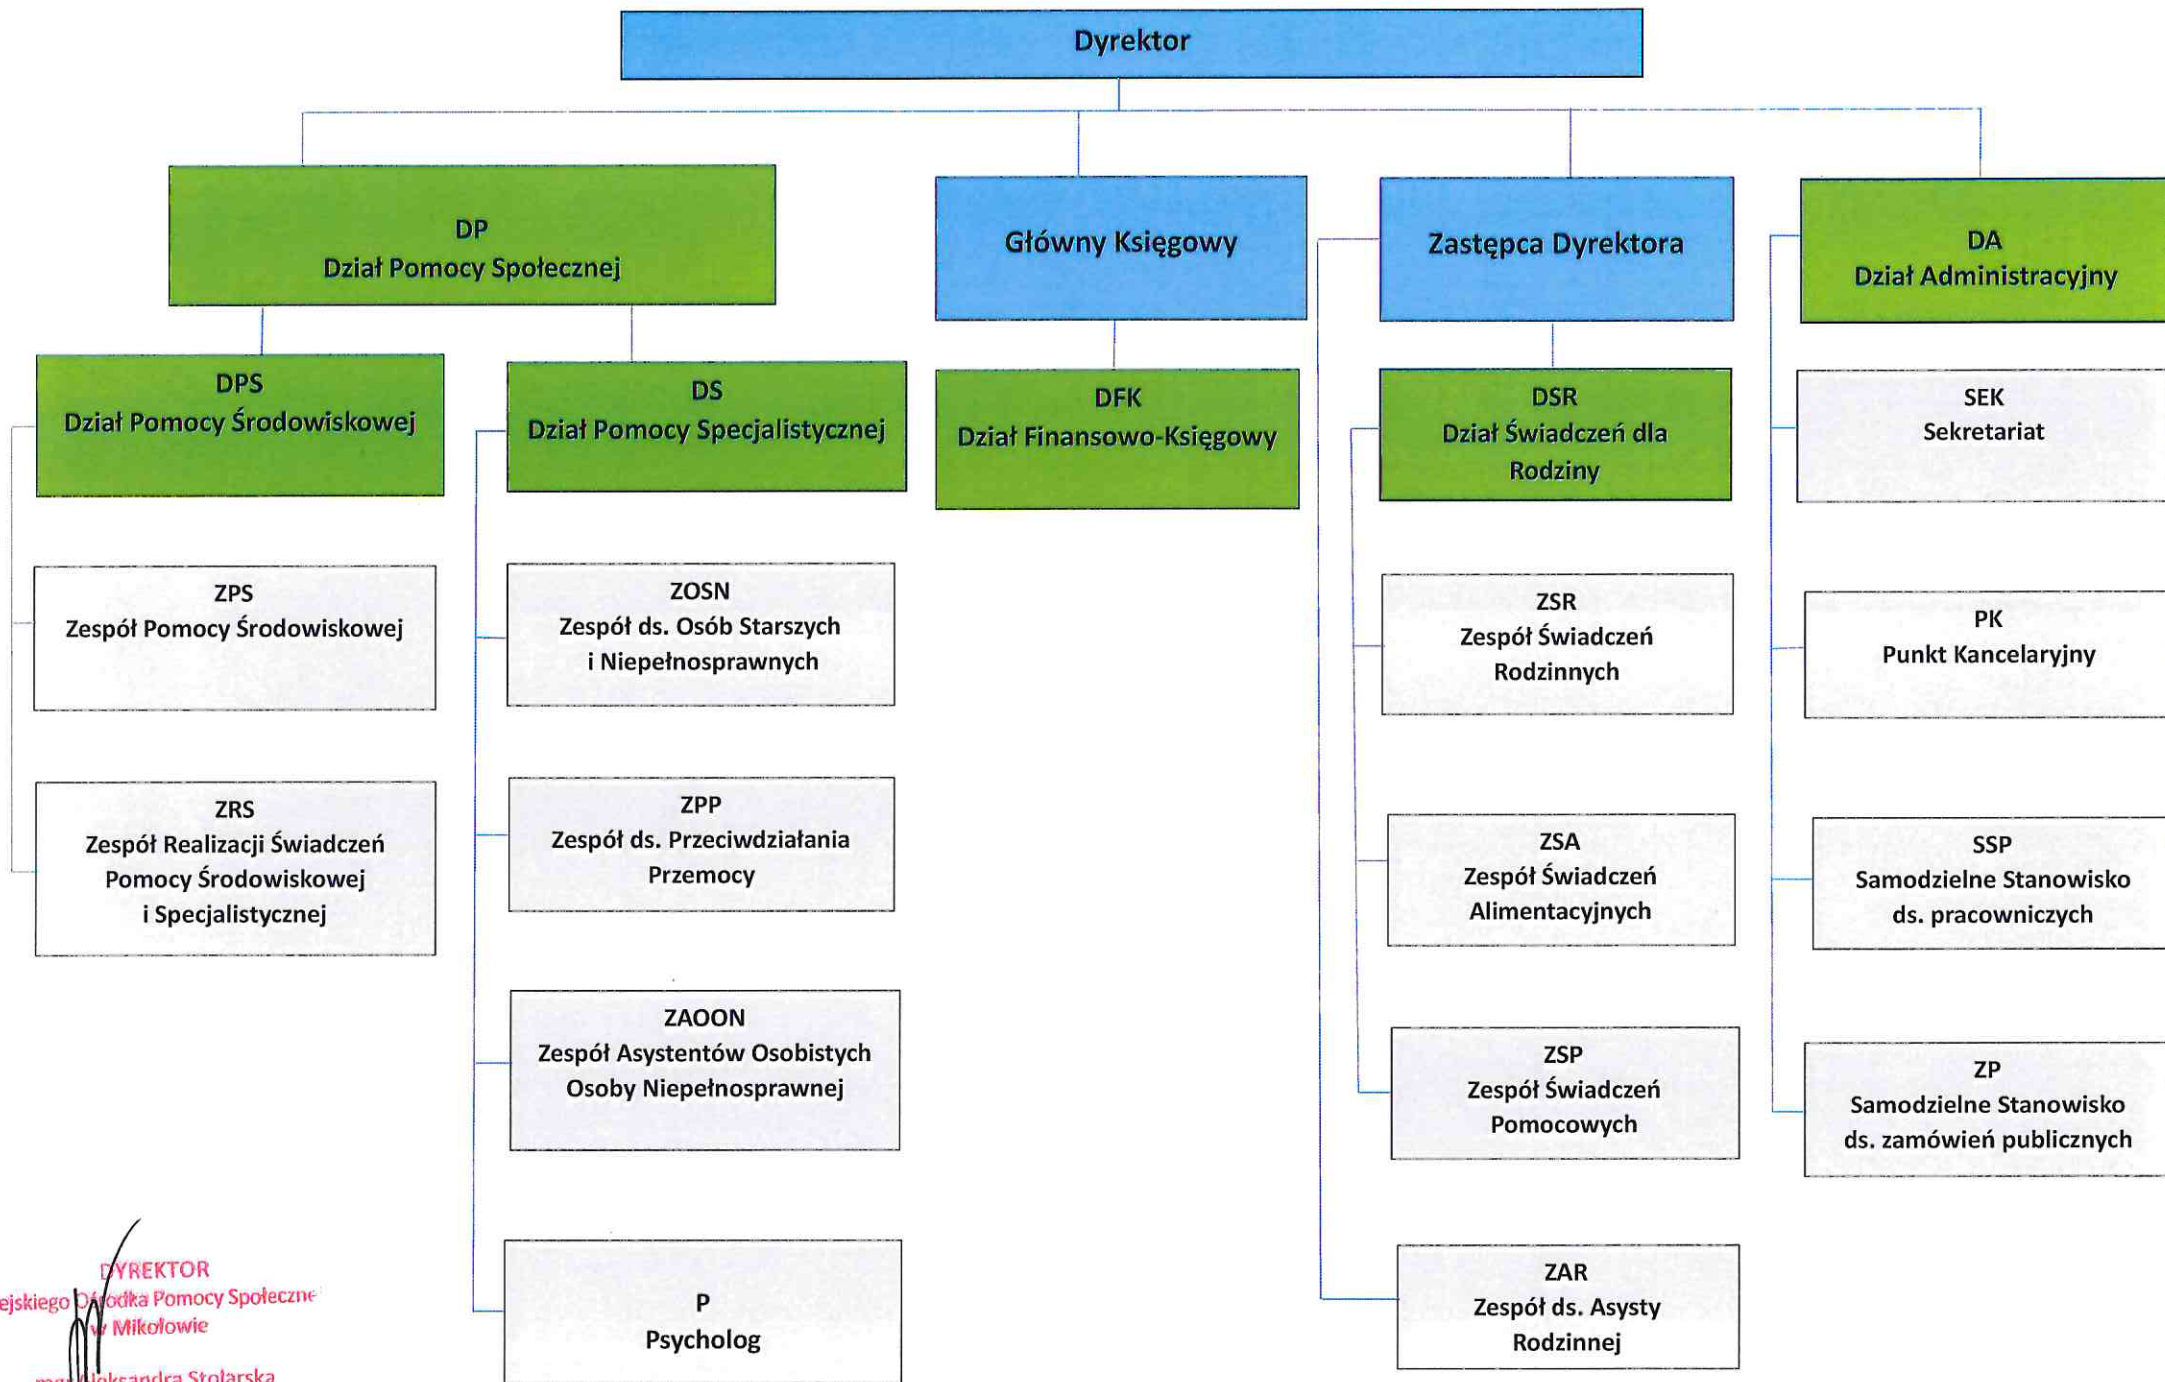 Dyrektor
DP
Dział Pomocy Społecznej
Główny Księgowy
Zastępca Dyrektora
DA
Dział Administracyjny
DPS
Dział Pomocy Środowiskowej
DS
Dział Pomocy Specjalistycznej
DFK
Dział Finansowo-Księgowy
DSR
Dział Świadczeń dla
Rodziny
SEK
Sekretariat
ZPS
Zespół Pomocy Środowiskowej
ZOSN
Zespół ds. Osób Starszych
i Niepełnosprawnych
ZSR
Zespół Świadczeń
Rodzinnych
PK
Punkt Kancelaryjny
ZRS
Zespół Realizacji Świadczeń
Pomocy Środowiskowej
i Specjalistycznej
ZPP
Zespół ds. Przeciwdziałania
Przemocy
ZSA
Zespół Świadczeń
Alimentacyjnych
SSP
Samodzielne Stanowisko
ds. pracowniczych
ZAOON
Zespół Asystentów Osobistych
Osoby Niepełnosprawnej
ZSP
Zespół Świadczeń
Pomocowych
ZP
Samodzielne Stanowisko
ds. zamówień publicznych
P
Psycholog
ZAR
Zespół ds. Asysty
Rodzinnej
DYREKTOR
ejskiego Ośrodka Pomocy Społeczne
w Mikołowie
mgr Aleksandra Stolarska